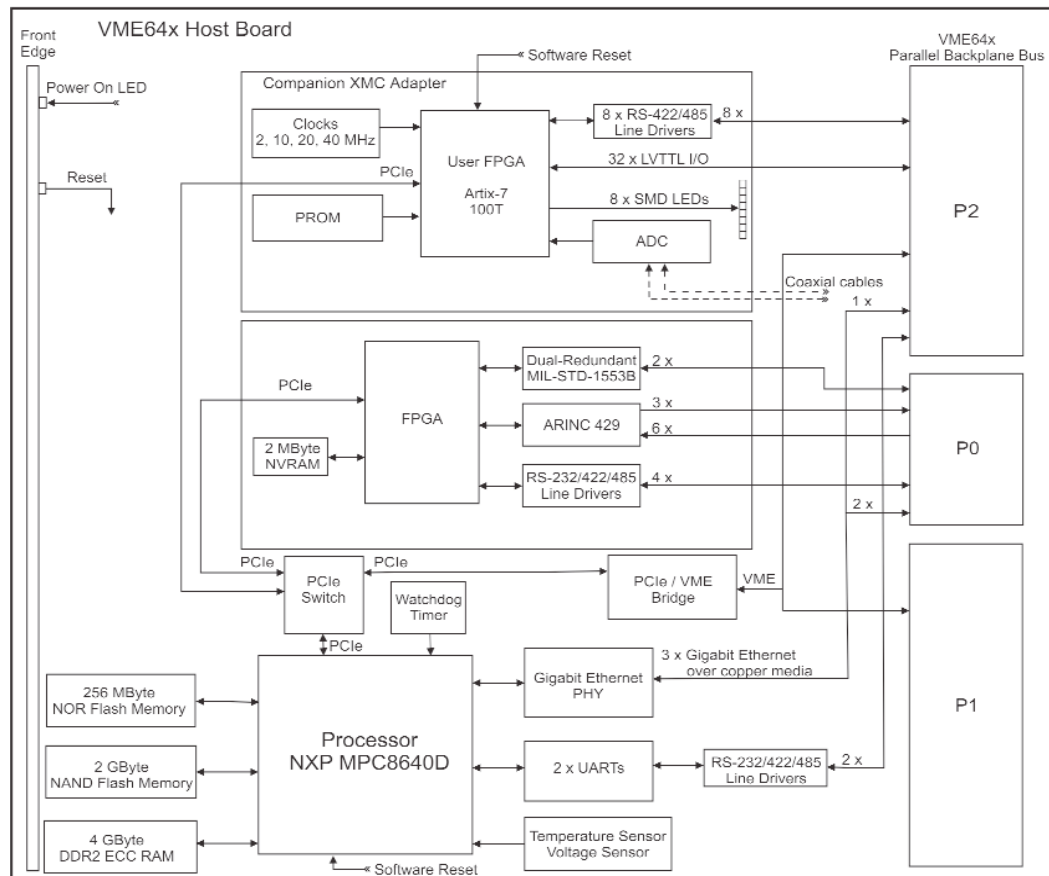 VME64x Host Board
Front
Edge
Power On LED
Reset
Software Reset
VME64x
Parallel Backplane Bus
Companion XMC Adapter
Clocks
2, 10, 20, 40 MHz
PCIe
PROM
User FPGA
Artix-7
100T
8 x RS-422/485
Line Drivers
8 x
32 x LVTTL I/O
8 x SMD LEDs
ADC
Coaxial cables
1 x
P2
PCIe
FPGA
2 MByte
NVRAM
Dual-Redundant
MIL-STD-1553B
2 x
ARINC 429
3 x
6 x
RS-232/422/485
Line Drivers
4 x
2 x
P0
PCIe
PCIe
Switch
PCIe
PCIe
Watchdog
Timer
PCIe / VME
Bridge
VME
256 MByte
NOR Flash Memory
2 GByte
NAND Flash Memory
4 GByte
DDR2 ECC RAM
Processor
NXP MPC8640D
Software Reset
Gigabit Ethernet
PHY
3 x Gigabit Ethernet
over copper media
2 x UARTs
RS-232/422/485
Line Drivers
2 x
Temperature Sensor
Voltage Sensor
P1